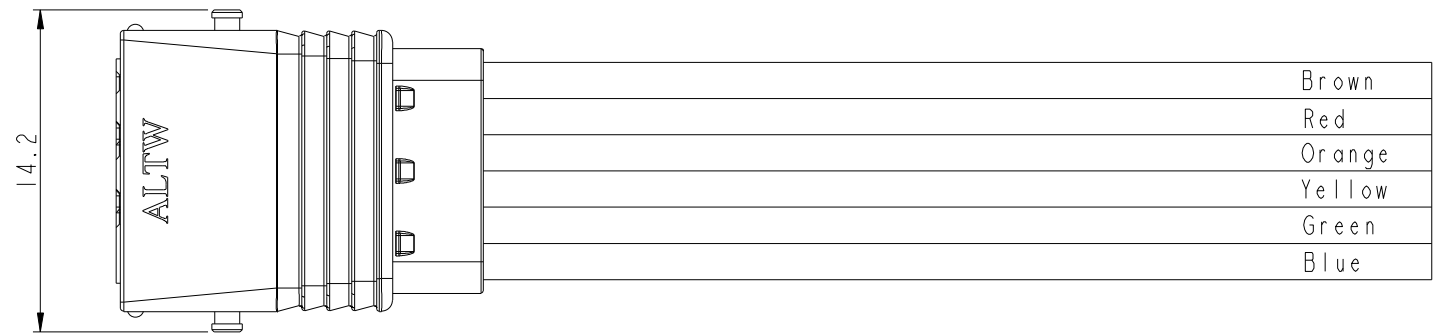 14.2
ALTW
Brown
Red
Orange
Yellow
Green
Blue